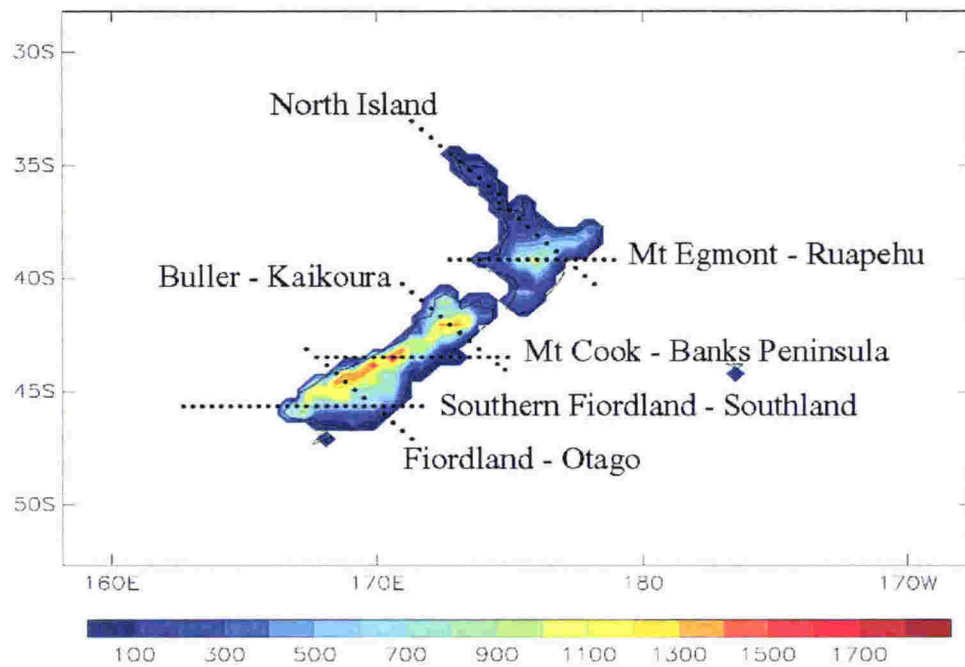 30S
North Island
35S
Mt Egmont - Ruapehu
40S
Buller - Kaikoura
Mt Cook - Banks Peninsula
45S
Southern Fiordland - Southland
Fiordland - Otago
50S
160E 170E 180 170W
100 300 500 700 900 1100 1300 1500 1700